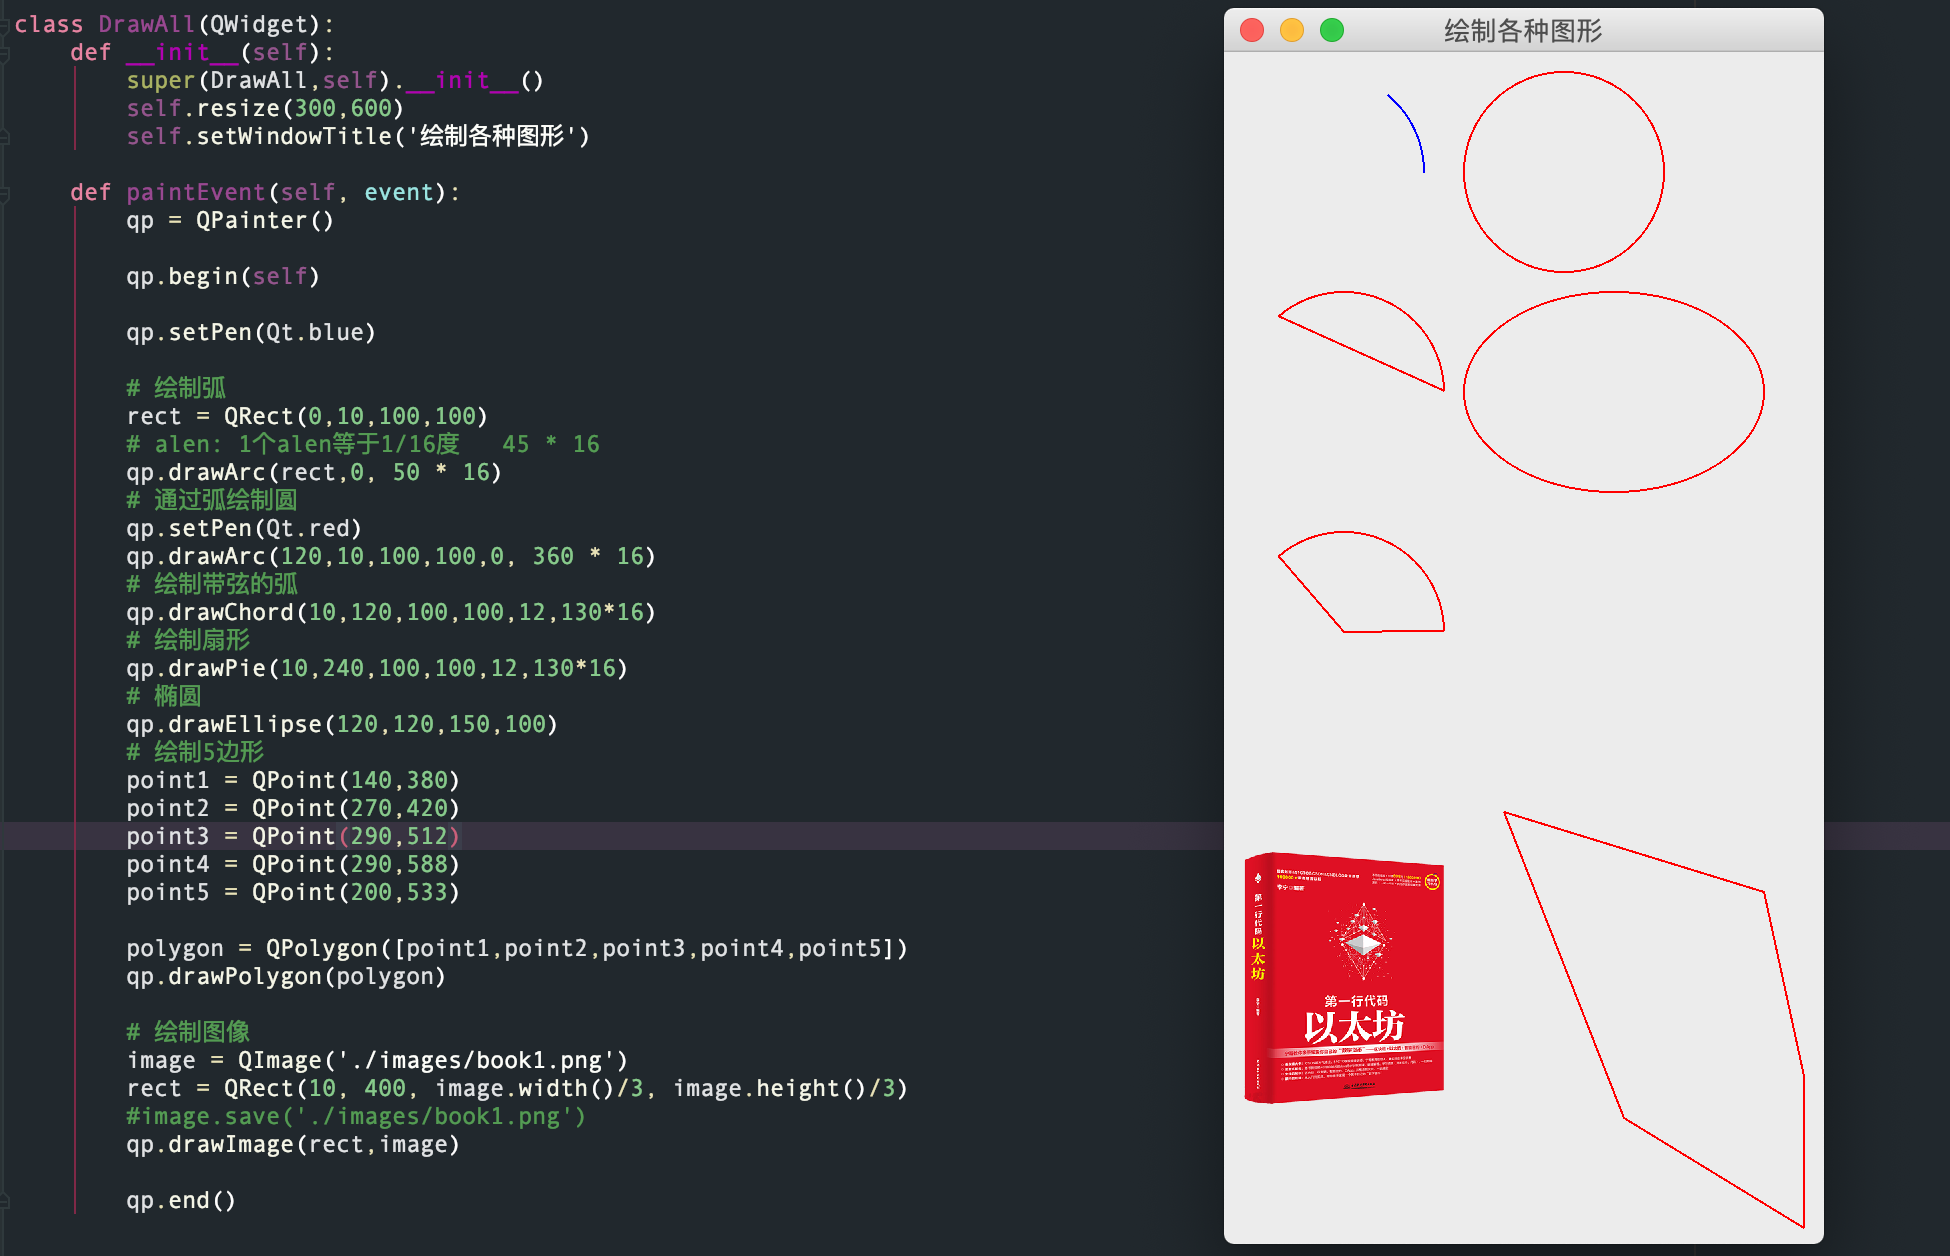 class DrawAll(QWidget):
    def __init__(self):
        super(DrawAll,self).__init__()
        self.resize(300,600)
        self.setWindowTitle('绘制各种图形')

    def paintEvent(self, event):
        qp = QPainter()

        qp.begin(self)

        qp.setPen(Qt.blue)

        # 绘制弧
        rect = QRect(0,10,100,100)
        # alen: 1个alen等于1/16度   45 * 16
        qp.drawArc(rect,0, 50 * 16)
        # 通过弧绘制圆
        qp.setPen(Qt.red)
        qp.drawArc(120,10,100,100,0, 360 * 16)
        # 绘制带弦的弧
        qp.drawChord(10,120,100,100,12,130*16)
        # 绘制扇形
        qp.drawPie(10,240,100,100,12,130*16)
        # 椭圆
        qp.drawEllipse(120,120,150,100)
        # 绘制5边形
        point1 = QPoint(140,380)
        point2 = QPoint(270,420)
        point3 = QPoint(290,512)
        point4 = QPoint(290,588)
        point5 = QPoint(200,533)

        polygon = QPolygon([point1,point2,point3,point4,point5])
        qp.drawPolygon(polygon)

        # 绘制图像
        image = QImage('./images/book1.png')
        rect = QRect(10, 400, image.width()/3, image.height()/3)
        #image.save('./images/book1.png')
        qp.drawImage(rect,image)

        qp.end()
绘制各种图形
第一行代码
以太坊
第一行代码
以太坊